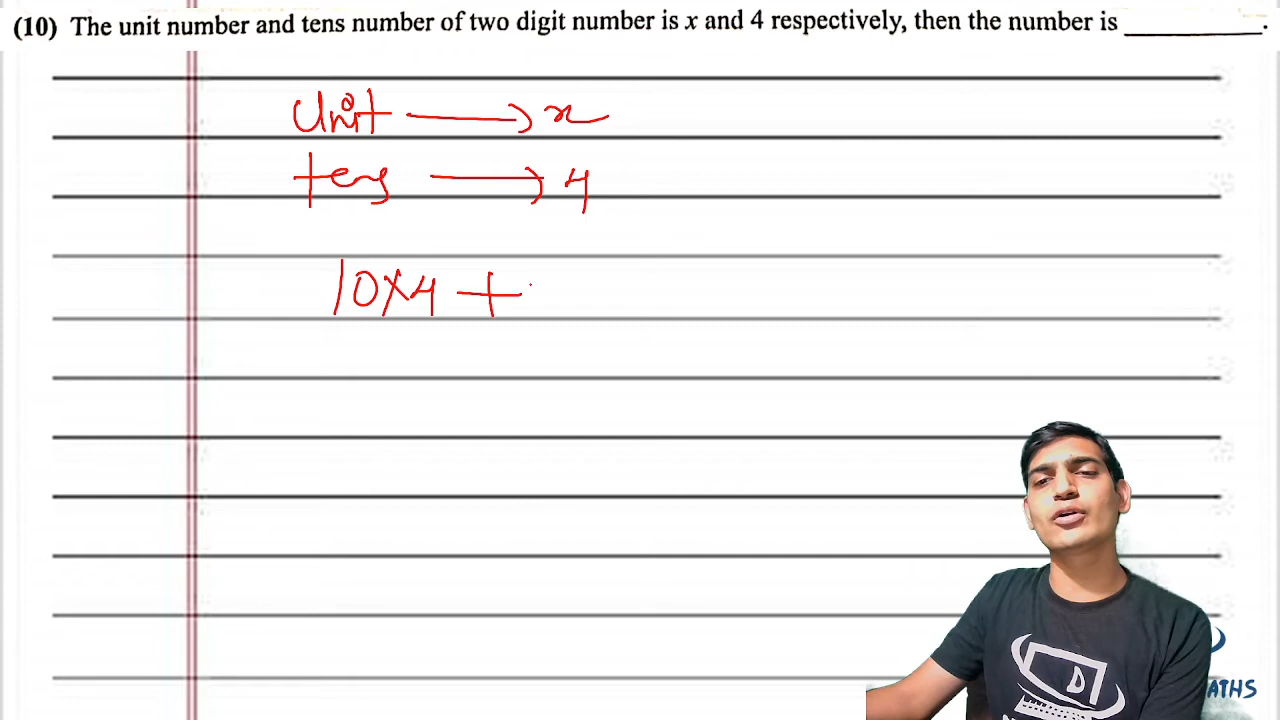 (10) The unit number and tens number of two digit number is x and 4 respectively, then the number is __________.
Unit ⟶ x
tens ⟶ 4
10×4 +
D
ATHS